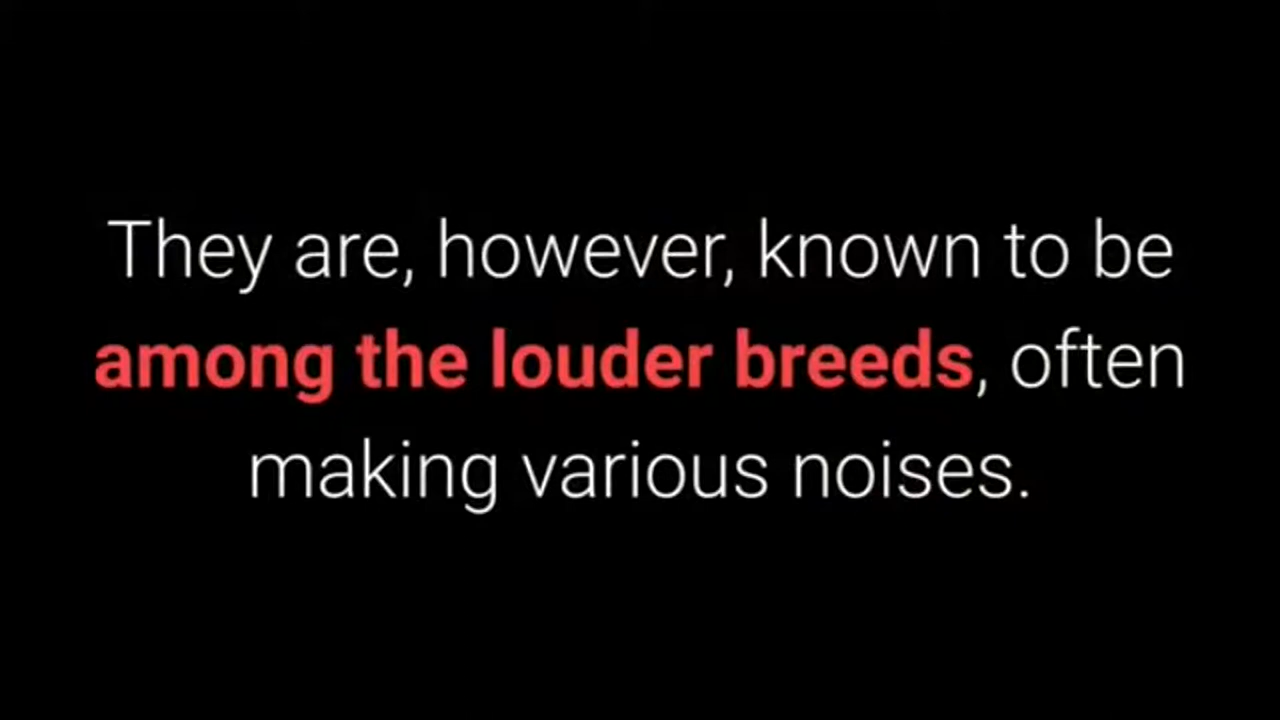 They are, however, known to be
among the louder breeds, often
making various noises.